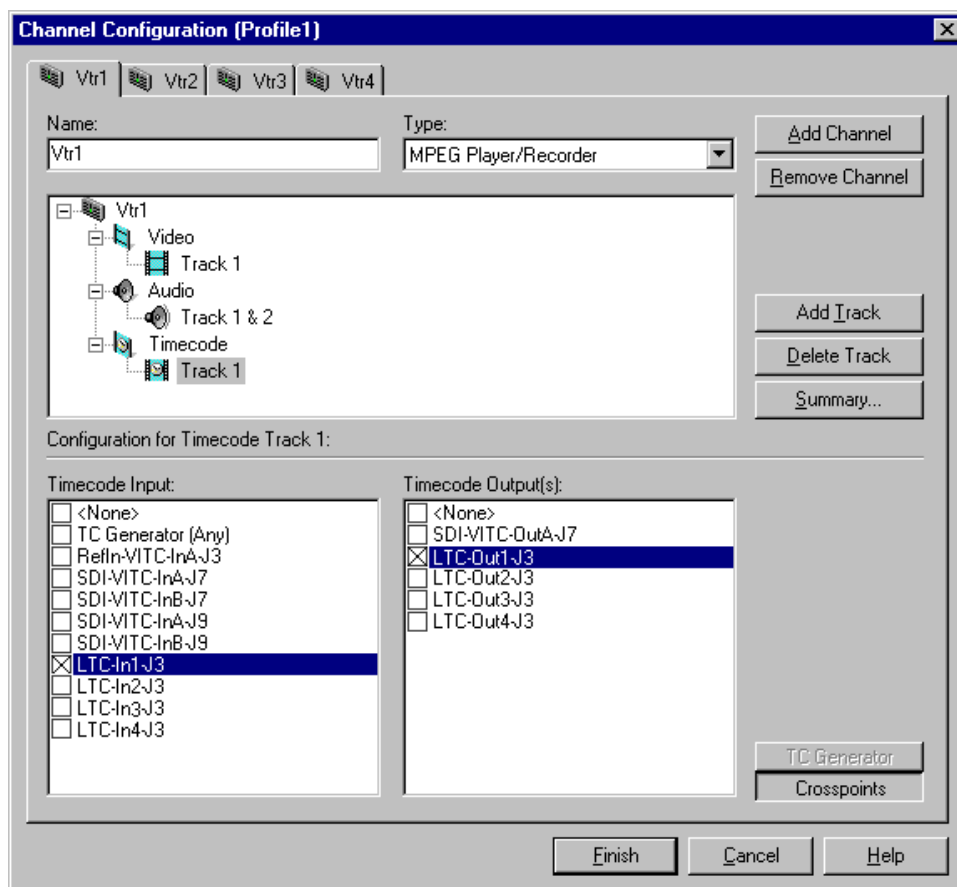 Channel Configuration (Profile1)
Vtr1 Vtr2 Vtr3 Vtr4
Name: Type:
Vtr1 MPEG Player/Recorder
Add Channel
Remove Channel
Vtr1
Video
Track 1
Audio
Track 1 & 2
Timecode
Track 1
Add Track
Delete Track
Summary...
Configuration for Timecode Track 1:
Timecode Input:
<None>
TC Generator (Any)
RefIn-VITC-InA-J3
SDI-VITC-InA-J7
SDI-VITC-InB-J7
SDI-VITC-InA-J9
SDI-VITC-InB-J9
LTC-In1-J3
LTC-In2-J3
LTC-In3-J3
LTC-In4-J3
Timecode Output(s):
<None>
SDI-VITC-OutA-J7
LTC-Out1-J3
LTC-Out2-J3
LTC-Out3-J3
LTC-Out4-J3
TC Generator
Crosspoints
Finish Cancel Help